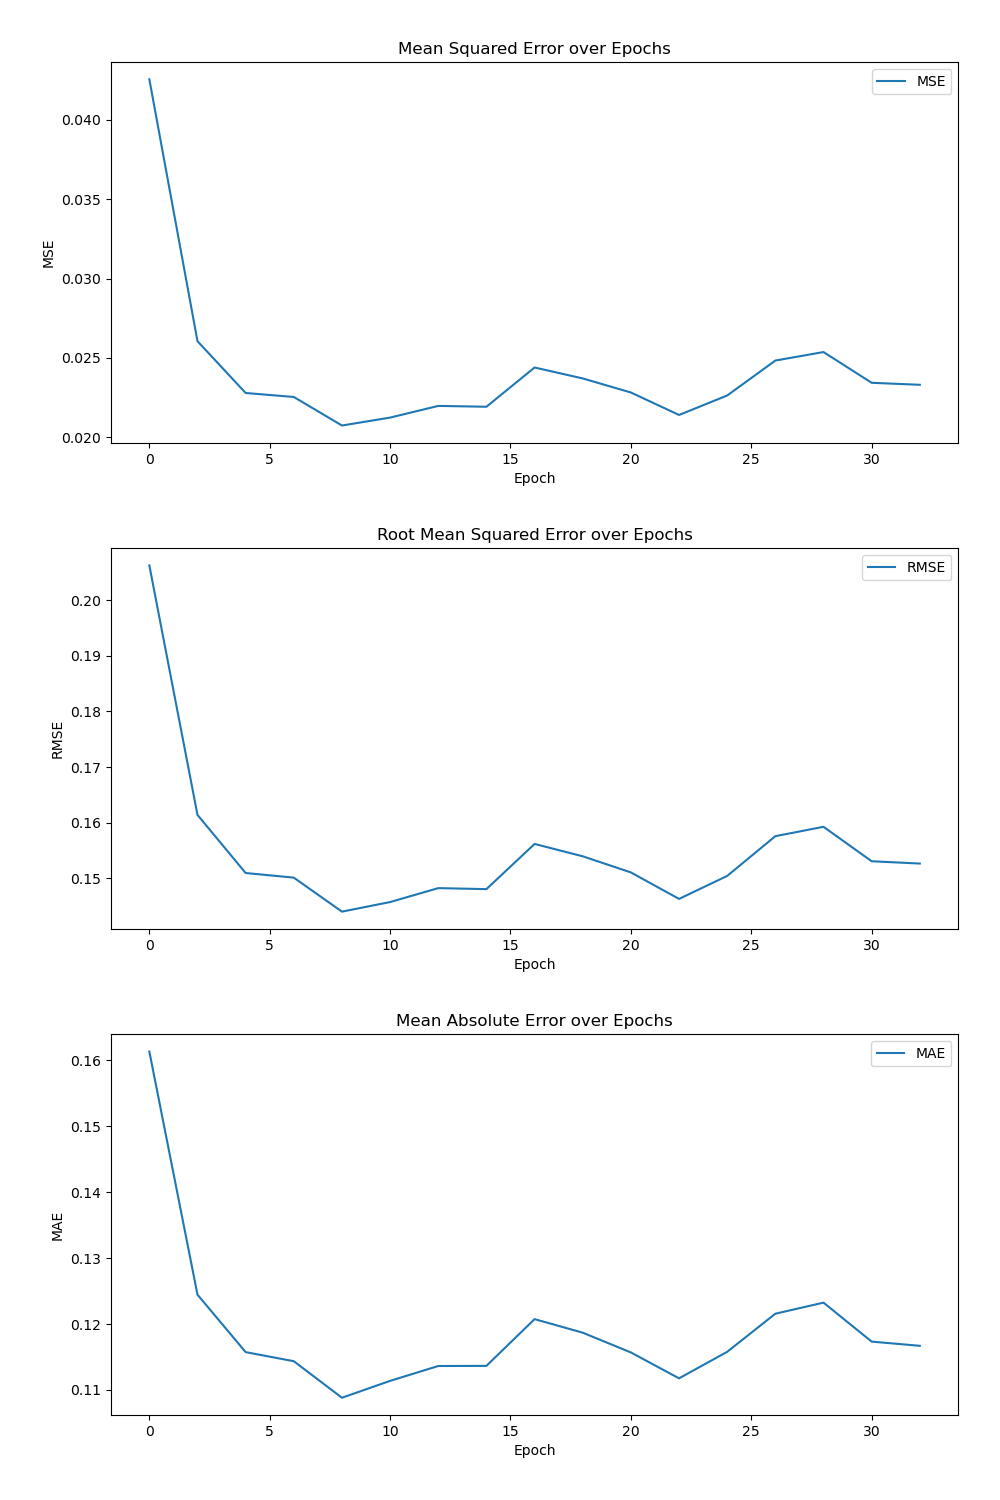 Mean Squared Error over Epochs
MSE
0.040
0.035
0.030
0.025
0.020
MSE
0 5 10 15 20 25 30
Epoch
Root Mean Squared Error over Epochs
RMSE
0.20
0.19
0.18
0.17
0.16
0.15
RMSE
0 5 10 15 20 25 30
Epoch
Mean Absolute Error over Epochs
MAE
0.16
0.15
0.14
0.13
0.12
0.11
MAE
0 5 10 15 20 25 30
Epoch